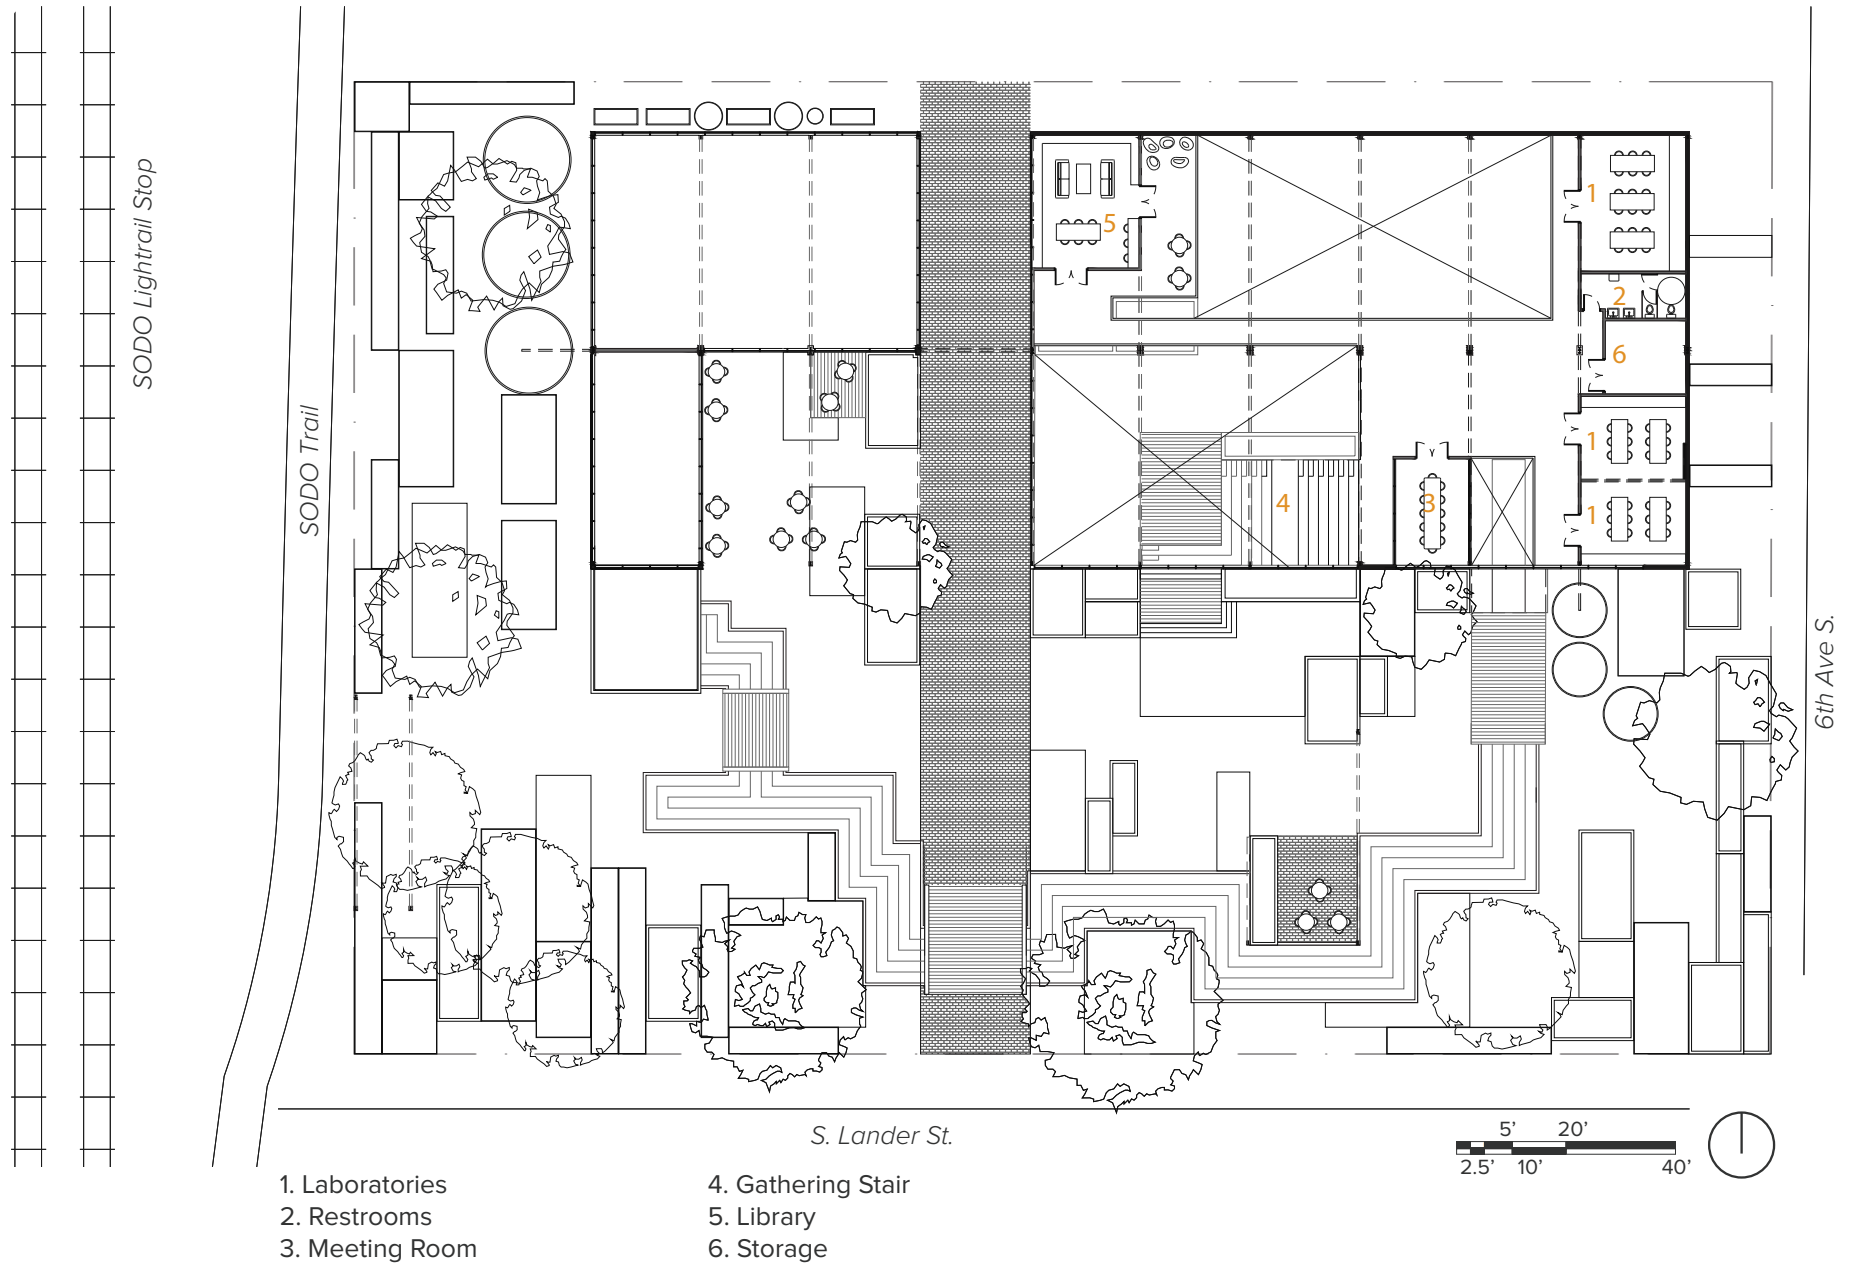 SODO Lightrail Stop
SODO Trail
5
1
2
6
1
4
3
1
6th Ave S.
S. Lander St.
5’ 20’
2.5’ 10’ 40’
1. Laboratories
2. Restrooms
3. Meeting Room
4. Gathering Stair
5. Library
6. Storage